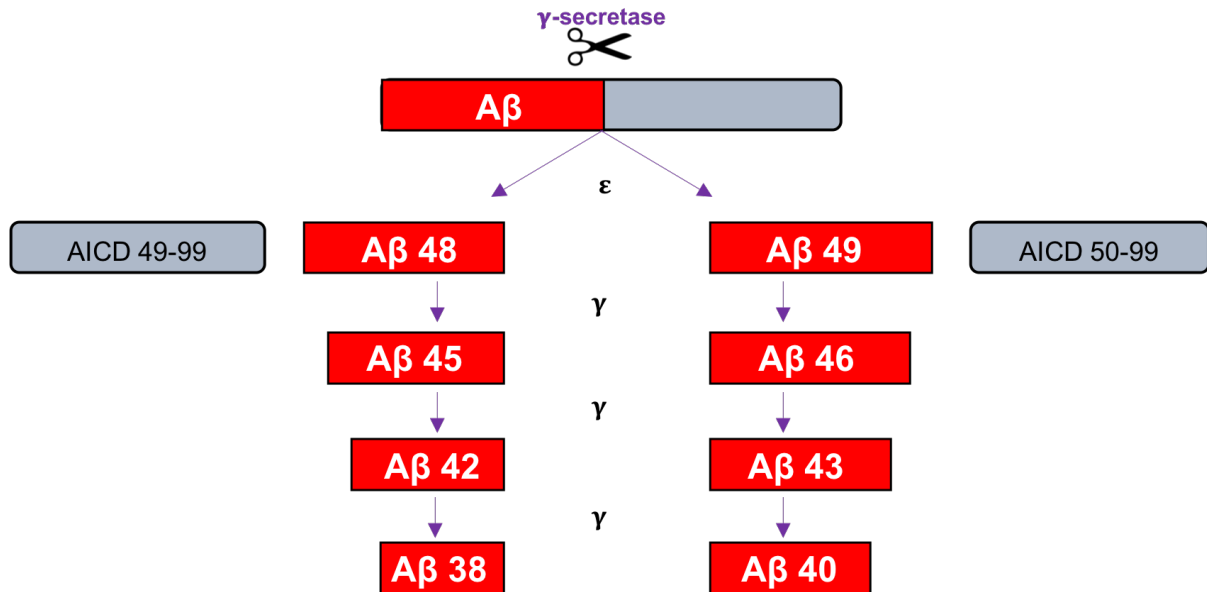 γ-secretase
Aβ
ε
AICD 49-99
Aβ 48
Aβ 49
AICD 50-99
γ
Aβ 45
Aβ 46
γ
Aβ 42
Aβ 43
γ
Aβ 38
Aβ 40